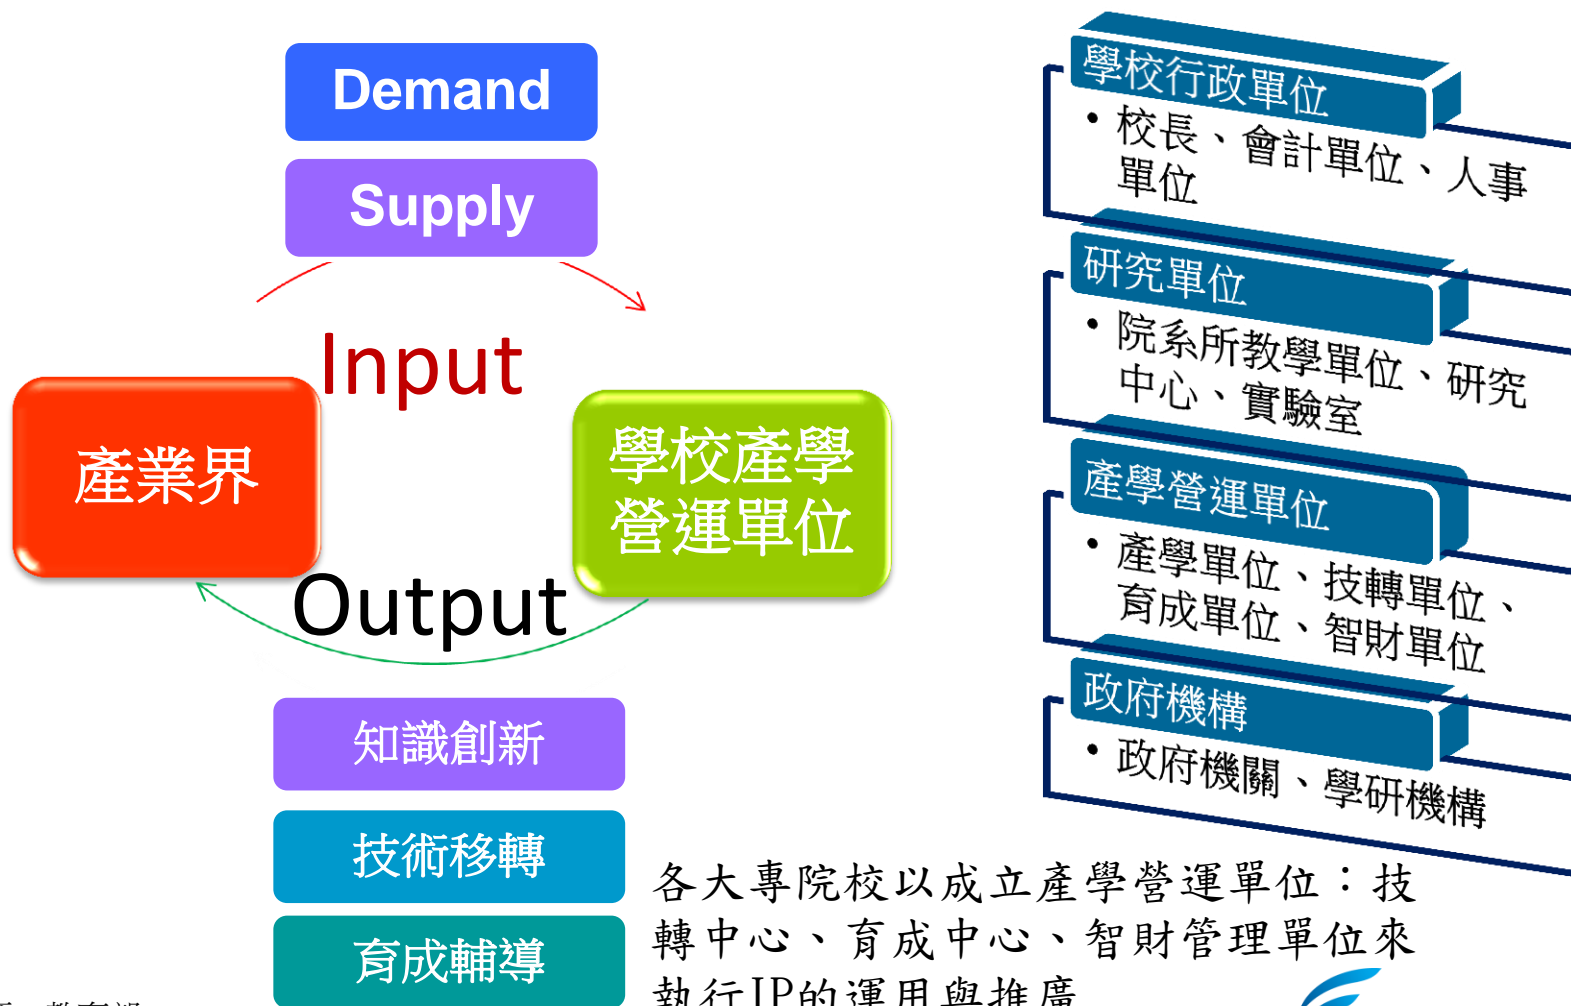 Demand
Supply
Input
產業界
學校產學
營運單位
Output
知識創新
技術移轉
育成輔導
學校行政單位
• 校長、會計單位、人事
單位
研究單位
• 院系所教學單位、研究
中心、實驗室
產學營運單位
• 產學單位、技轉單位、
育成單位、智財單位
政府機構
• 政府機關、學研機構
各大專院校以成立產學營運單位：技
轉中心、育成中心、智財管理單位來
執行IP的運用與推廣